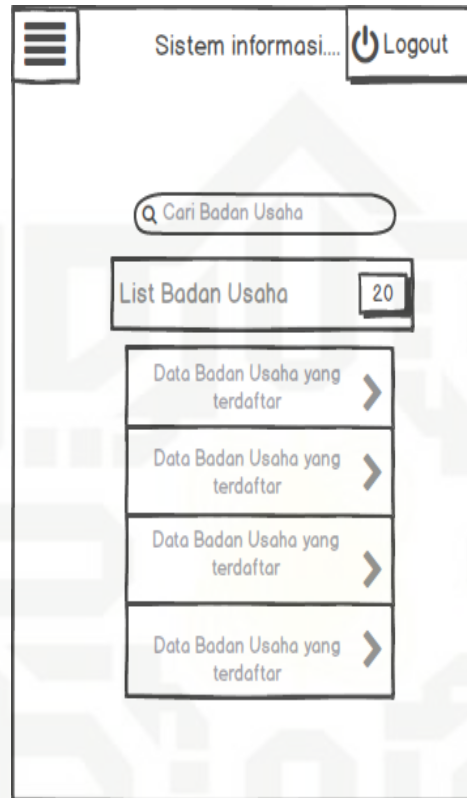 Sistem informasi.... Logout
Cari Badan Usaha
List Badan Usaha 20
Data Badan Usaha yang
terdaftar
Data Badan Usaha yang
terdaftar
Data Badan Usaha yang
terdaftar
Data Badan Usaha yang
terdaftar